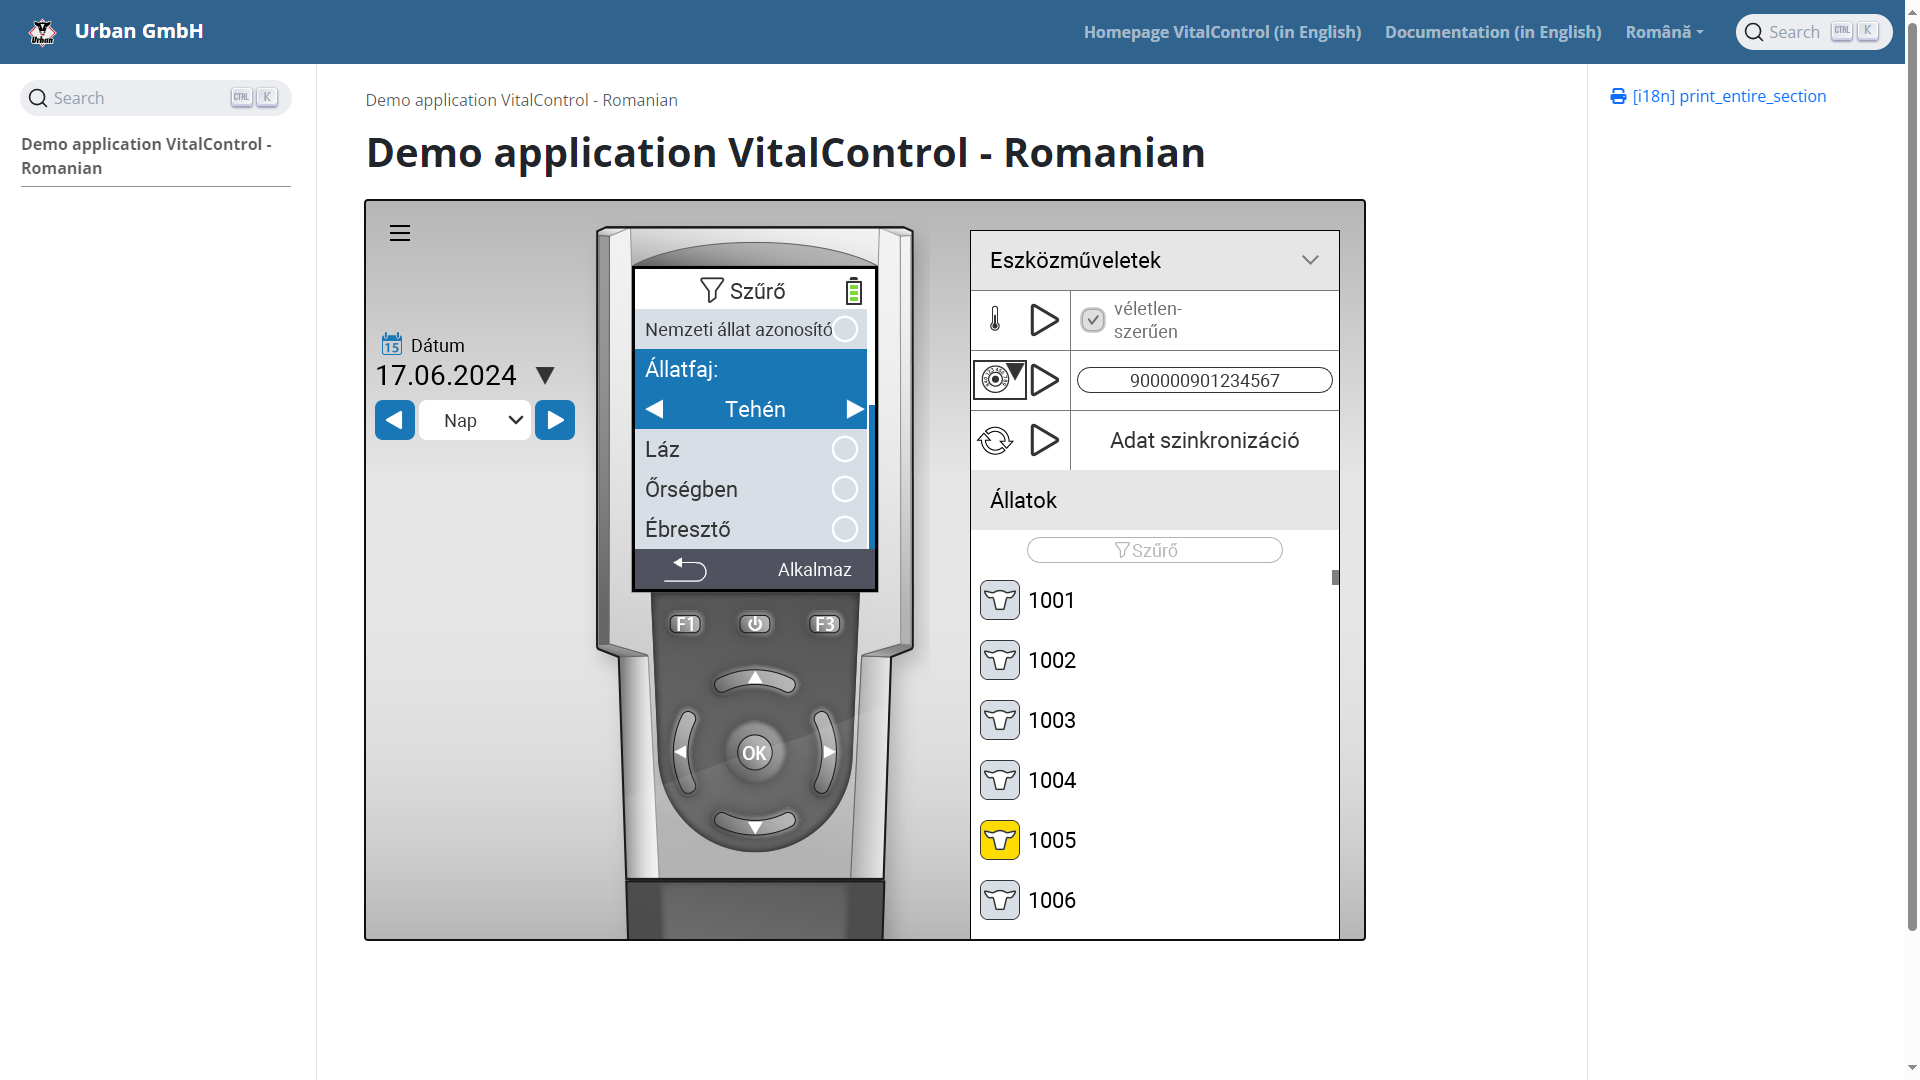 Urban GmbH
Homepage VitalControl (in English)
Documentation (in English)
Română
Search
CTRL
K
Search
CTRL
K
Demo application VitalControl -
Romanian
Demo application VitalControl - Romanian
Demo application VitalControl - Romanian
[i18n] print_entire_section
15
Dátum
17.06.2024
Nap
Szűrő
Nemzeti állat azonosító
Állatfaj:
Tehén
Láz
Őrségben
Ébresztő
Alkalmaz
F1
F3
OK
Eszközműveletek
véletlen-
szerűen
900000901234567
Adat szinkronizáció
Állatok
Szűrő
1001
1002
1003
1004
1005
1006